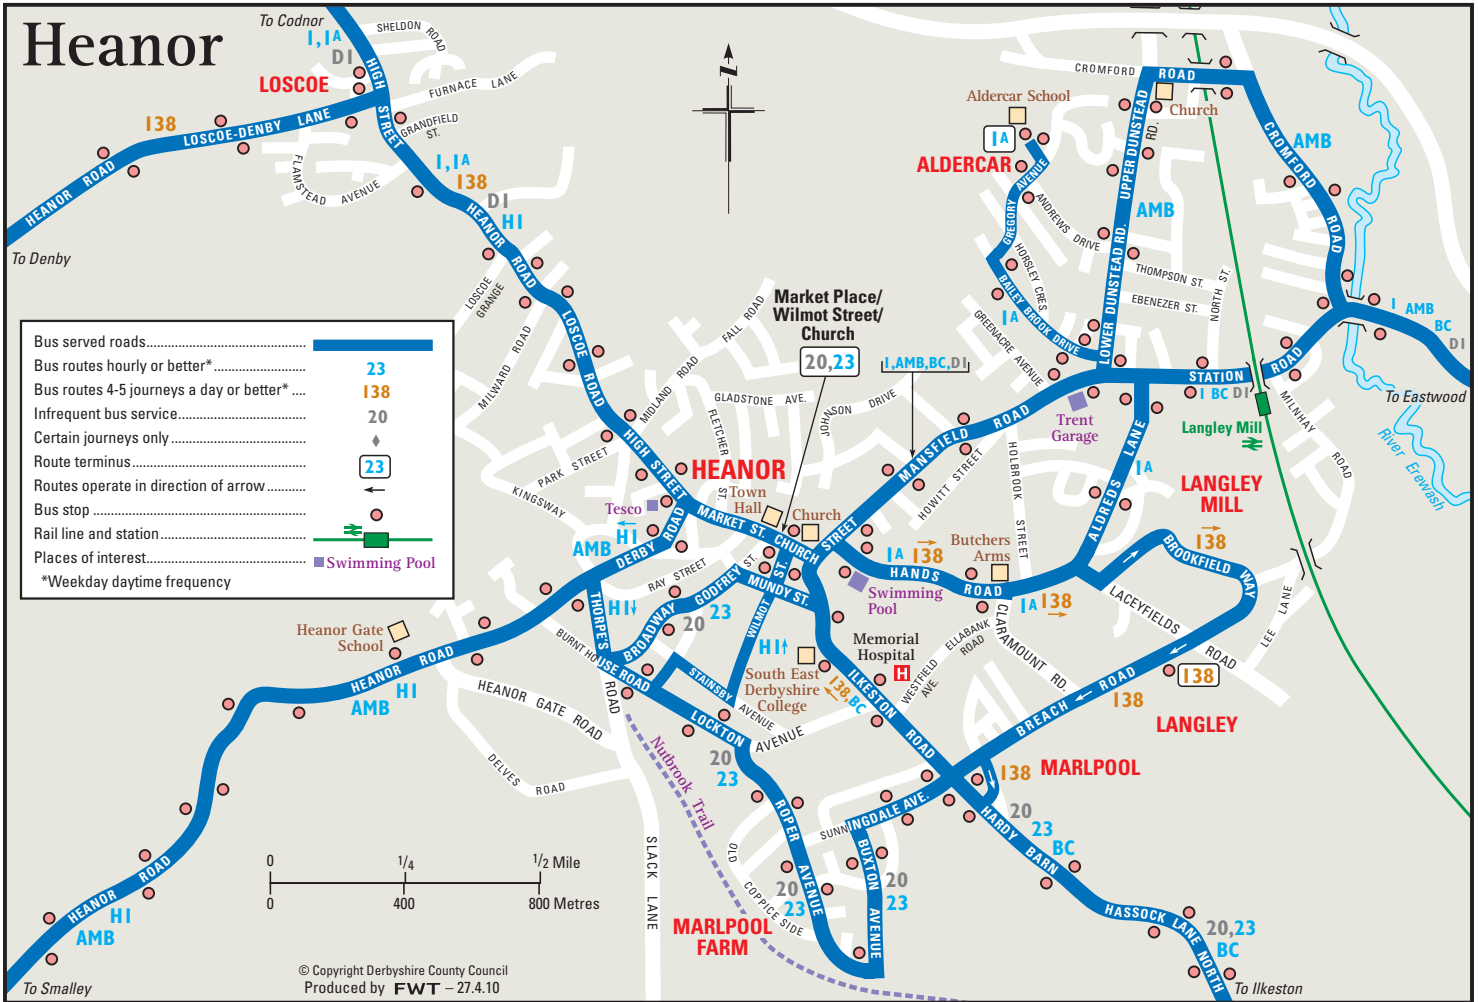 Heanor
To Codnor
I,IA
DI
LOSCOE
138
LOSCOE-DENBY LANE
HEANOR ROAD
To Denby
HIGH STREET
SHELDON ROAD
FURNACE LANE
GRANDFIELD ST.
FLAMSTEAD AVENUE
I,IA
138
DI
HI
HEANOR ROAD
LOSCOE GRANGE
LOSCOE ROAD
MILWARD ROAD
MIDLAND ROAD
FALL ROAD
PARK STREET
KINGSWAY
HIGH STREET
Bus served roads
Bus routes hourly or better* 23
Bus routes 4-5 journeys a day or better* 138
Infrequent bus service 20
Certain journeys only
Route terminus 23
Routes operate in direction of arrow
Bus stop
Rail line and station
Places of interest Swimming Pool
*Weekday daytime frequency
N
Market Place/
Wilmot Street/
Church
20,23
I,AMB,BC,DI
GLADSTONE AVE.
FLETCHER ST.
JOHNSON DRIVE
HEANOR
Town
Hall
Church
Tesco
HI
AMB
DERBY ROAD
MARKET ST.
CHURCH STREET
RAY STREET
GODFREY ST.
MUNDY ST.
WILMOT ST.
BROADWAY
20
23
THORPE'S ROAD
HI
BURNT HOUSE ROAD
STAINSBY AVENUE
HI
LOCKTON AVENUE
20
23
Heanor Gate
School
HEANOR ROAD
HI
AMB
HEANOR GATE ROAD
DELVES ROAD
Nutbrook Trail
SLACK LANE
HEANOR ROAD
HI
AMB
To Smalley
0 1/4 1/2 Mile
0 400 800 Metres
© Copyright Derbyshire County Council
Produced by FWT – 27.4.10
ROPER AVENUE
20
23
OLD COPPICE SIDE
MARLPOOL
FARM
SUNNINGDALE AVE.
BUXTON AVENUE
20
23
South East
Derbyshire
College
138,BC
ILKESTON ROAD
Memorial
Hospital
H
WESTFIELD AVE.
ELLABANK ROAD
CLARAMOUNT RD.
Swimming
Pool
IA 138
HANDS ROAD
Butchers
Arms
IA 138
MANSFIELD ROAD
HOWITT STREET
HOLBROOK STREET
Aldercar School
IA
ALDERCAR
GREGORY AVENUE
ANDREWS DRIVE
HORSLEY CRES
BAILEY BROOK DRIVE
IA
GREENACRE AVENUE
CROMFORD ROAD
Church
UPPER DUNSTEAD RD.
AMB
LOWER DUNSTEAD RD.
THOMPSON ST.
EBENEZER ST.
NORTH ST.
CROMFORD ROAD
AMB
I AMB
BC
DI
To Eastwood
River Erewash
STATION ROAD
I BC DI
Trent
Garage
Langley Mill
MILNHAY ROAD
LANGLEY
MILL
ALDREDS LANE
IA
138
BROOKFIELD WAY
LACEYFIELDS ROAD
LEE LANE
138
BREACH ROAD
138
LANGLEY
MARLPOOL
138
20
23
BC
HARDY BARN
HASSOCK LANE NORTH
20,23
BC
To Ilkeston